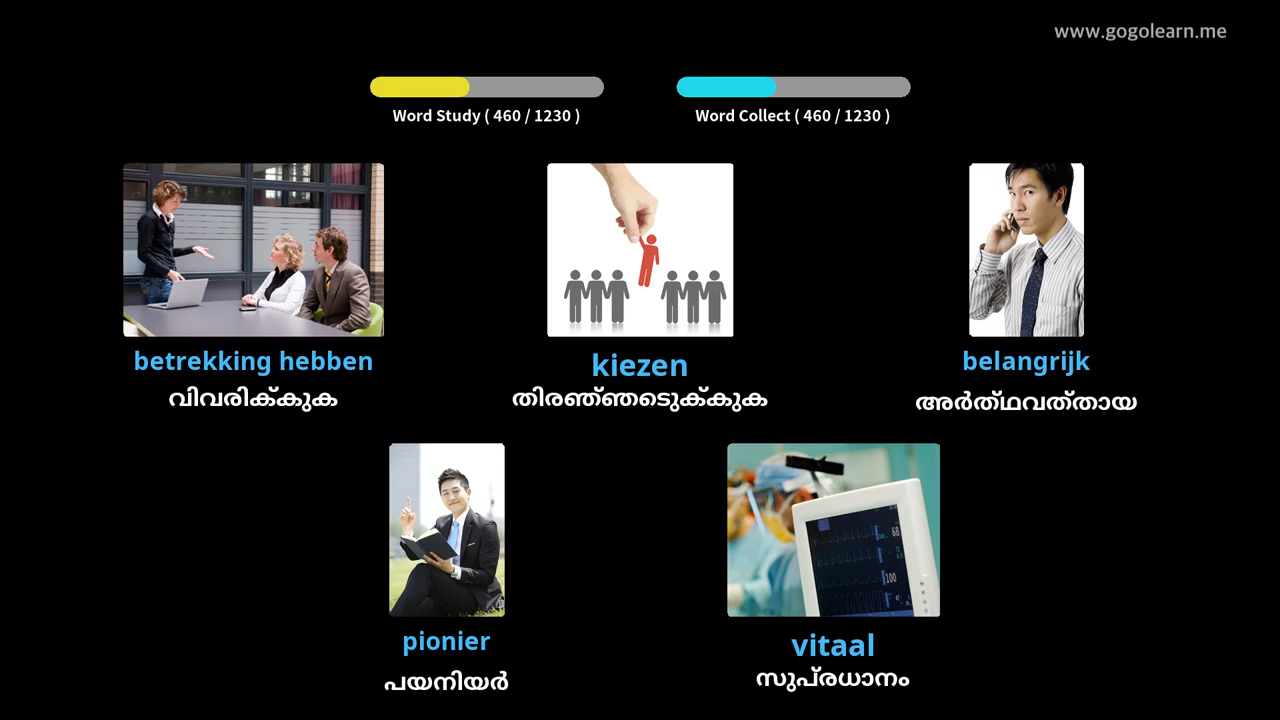 www.gogolearn.me
Word Study ( 460 / 1230 )
Word Collect ( 460 / 1230 )
betrekking hebben
വിവരിക്കുക
kiezen
തിരഞ്ഞെടുക്കുക
belangrijk
അർത്ഥവത്തായ
pionier
പയനിയർ
vitaal
സുപ്രധാനം